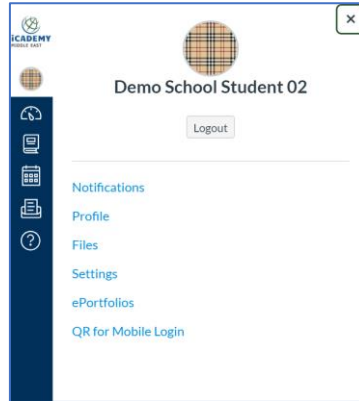 iCADEMY
MIDDLE EAST
Demo School Student 02
Logout
Notifications
Profile
Files
Settings
ePortfolios
QR for Mobile Login